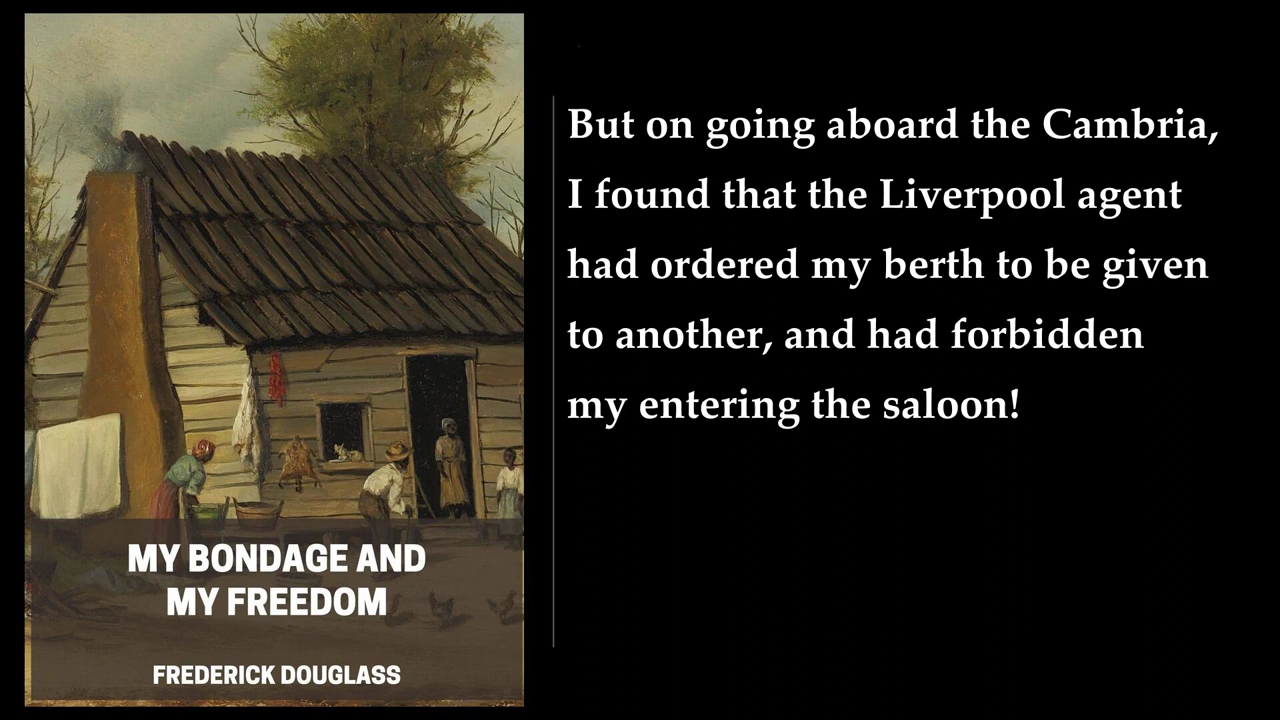 MY BONDAGE AND
MY FREEDOM
FREDERICK DOUGLASS
But on going aboard the Cambria,
I found that the Liverpool agent
had ordered my berth to be given
to another, and had forbidden
my entering the saloon!